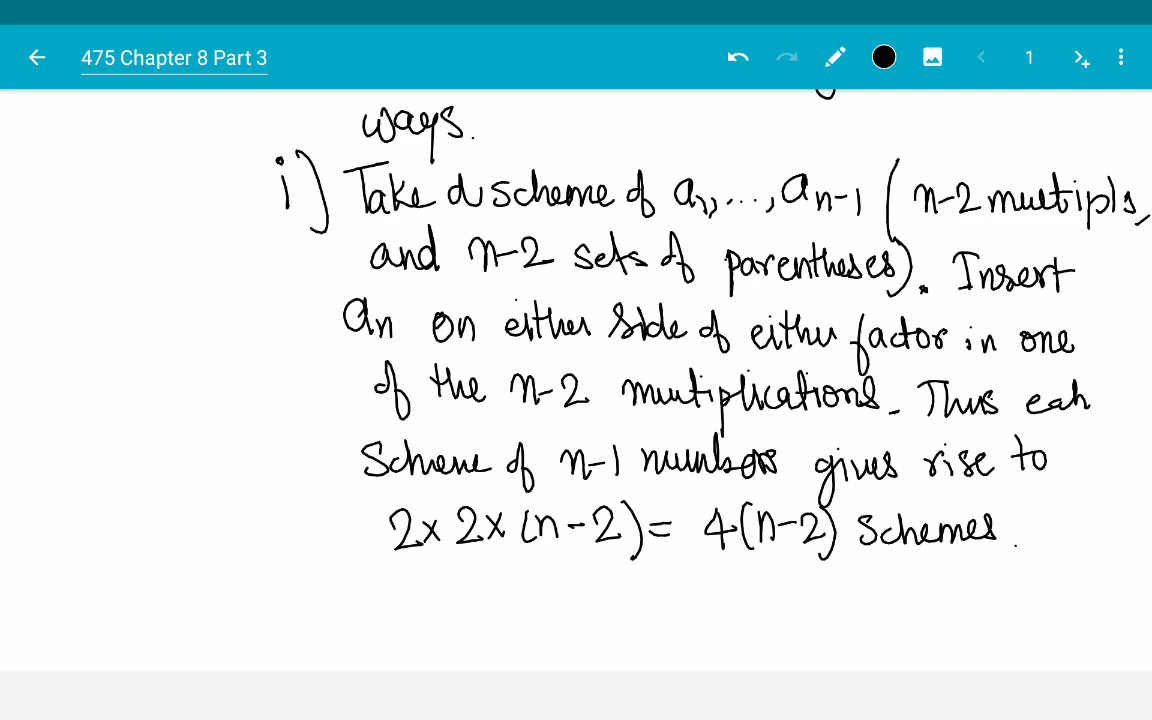 475 Chapter 8 Part 3
1
ways.
i) Take a scheme of a1, ..., an-1 (n-2 multipls,
and n-2 sets of parentheses). Insert
an on either side of either factor in one
of the n-2 multiplications. Thus each
Scheme of n-1 numbers gives rise to
2x 2x (n-2) = 4(n-2) schemes.